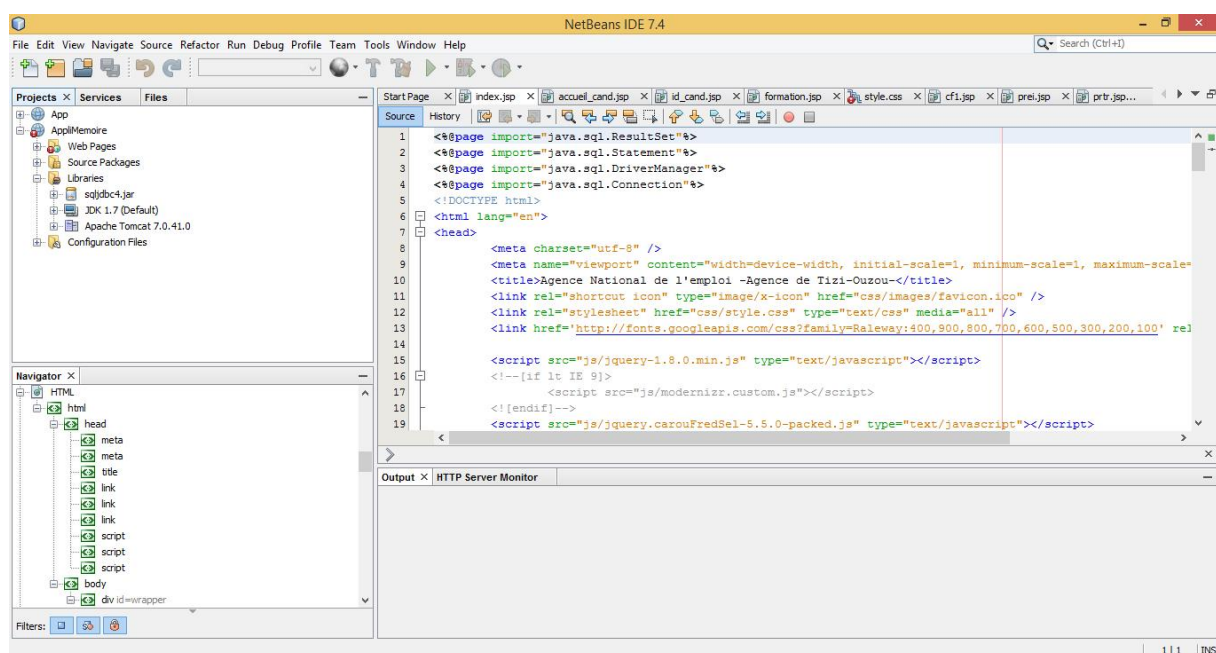 NetBeans IDE 7.4
File Edit View Navigate Source Refactor Run Debug Profile Team Tools Window Help
Search (Ctrl+I)
Projects Services Files
App
AppliMemoire
Web Pages
Source Packages
Libraries
sqljdbc4.jar
JDK 1.7 (Default)
Apache Tomcat 7.0.41.0
Configuration Files
Navigator
HTML
html
head
meta
meta
title
link
link
link
script
script
script
body
div id=wrapper
Filters:
Start Page index.jsp accueil_cand.jsp id_cand.jsp formation.jsp style.css cf1.jsp prei.jsp prtr.jsp...
Source History
1 <%@page import="java.sql.ResultSet"%>
2 <%@page import="java.sql.Statement"%>
3 <%@page import="java.sql.DriverManager"%>
4 <%@page import="java.sql.Connection"%>
5 <!DOCTYPE html>
6 <html lang="en">
7 <head>
8 <meta charset="utf-8" />
9 <meta name="viewport" content="width=device-width, initial-scale=1, minimum-scale=1, maximum-scale=
10 <title>Agence National de l'emploi -Agence de Tizi-Ouzou-</title>
11 <link rel="shortcut icon" type="image/x-icon" href="css/images/favicon.ico" />
12 <link rel="stylesheet" href="css/style.css" type="text/css" media="all" />
13 <link href='http://fonts.googleapis.com/css?family=Raleway:400,900,800,700,600,500,300,200,100' rel
14
15 <script src="js/jquery-1.8.0.min.js" type="text/javascript"></script>
16 <!--[if lt IE 9]>
17 <script src="js/modernizr.custom.js"></script>
18 <![endif]-->
19 <script src="js/jquery.carouFredSel-5.5.0-packed.js" type="text/javascript"></script>
Output HTTP Server Monitor
1 | 1 INS